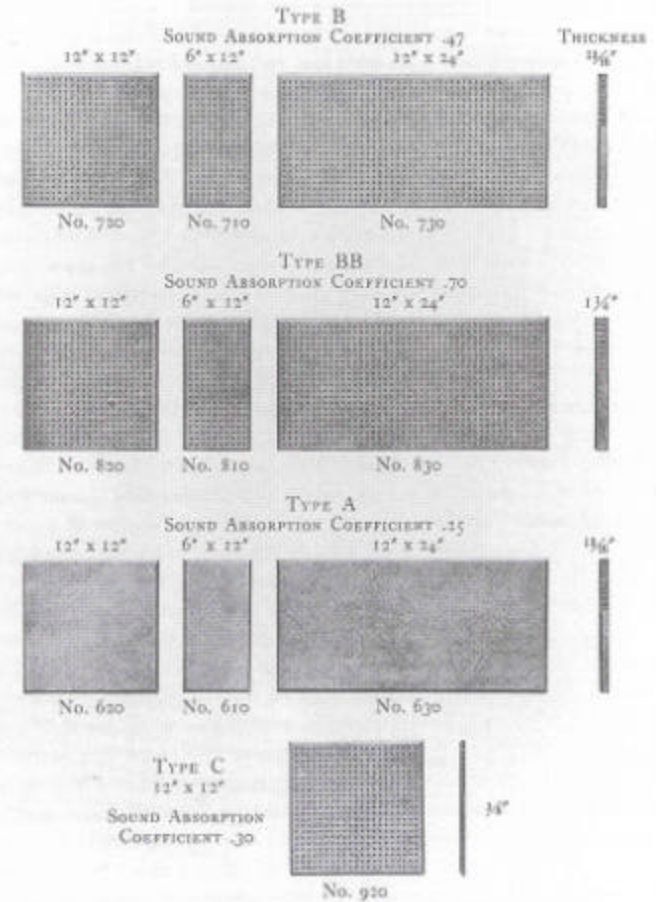 TYPE B
SOUND ABSORPTION COEFFICIENT .47
THICKNESS
12" x 12"
6" x 12"
12" x 24"
No. 720
No. 710
No. 730
TYPE BB
SOUND ABSORPTION COEFFICIENT .70
12" x 12"
6" x 12"
12" x 24"
1¼"
No. 820
No. 810
No. 830
TYPE A
SOUND ABSORPTION COEFFICIENT .25
12" x 12"
6" x 12"
12" x 24"
No. 620
No. 610
No. 630
TYPE C
12" x 12"
SOUND ABSORPTION
COEFFICIENT .30
No. 920